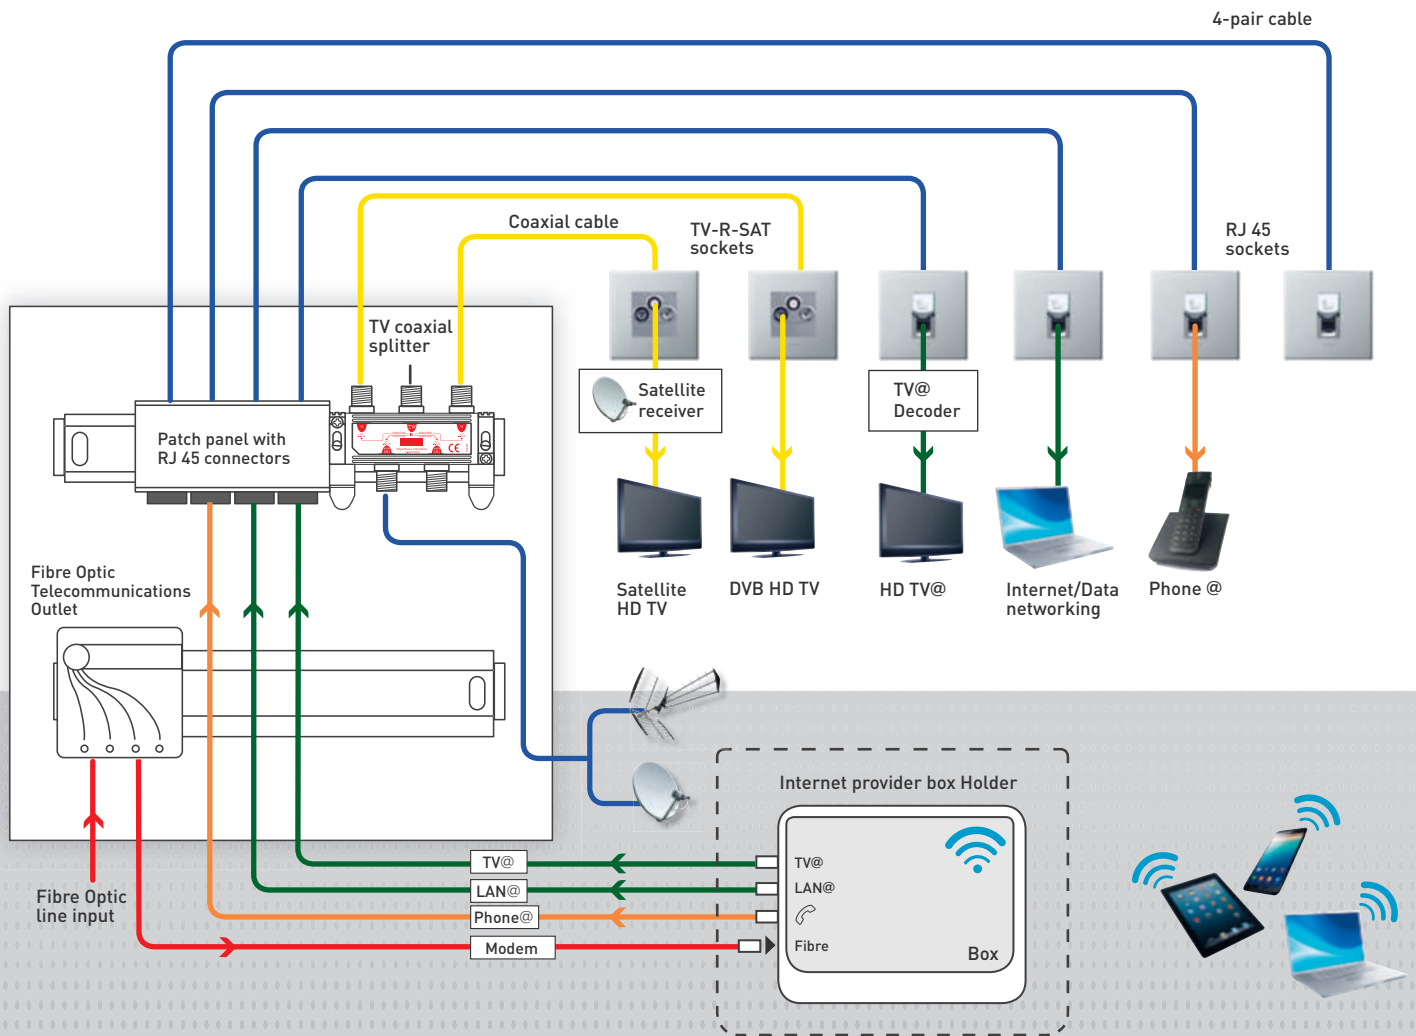 4-pair cable
Coaxial cable
TV-R-SAT
sockets
RJ 45
sockets
TV coaxial
splitter
Satellite
receiver
TV@
Decoder
Patch panel with
RJ 45 connectors
CE
Fibre Optic
Telecommunications
Outlet
Satellite
HD TV
DVB HD TV
HD TV@
Internet/Data
networking
Phone @
Internet provider box Holder
TV@
TV@
LAN@
LAN@
Phone@
Modem
Fibre
Box
Fibre Optic
line input